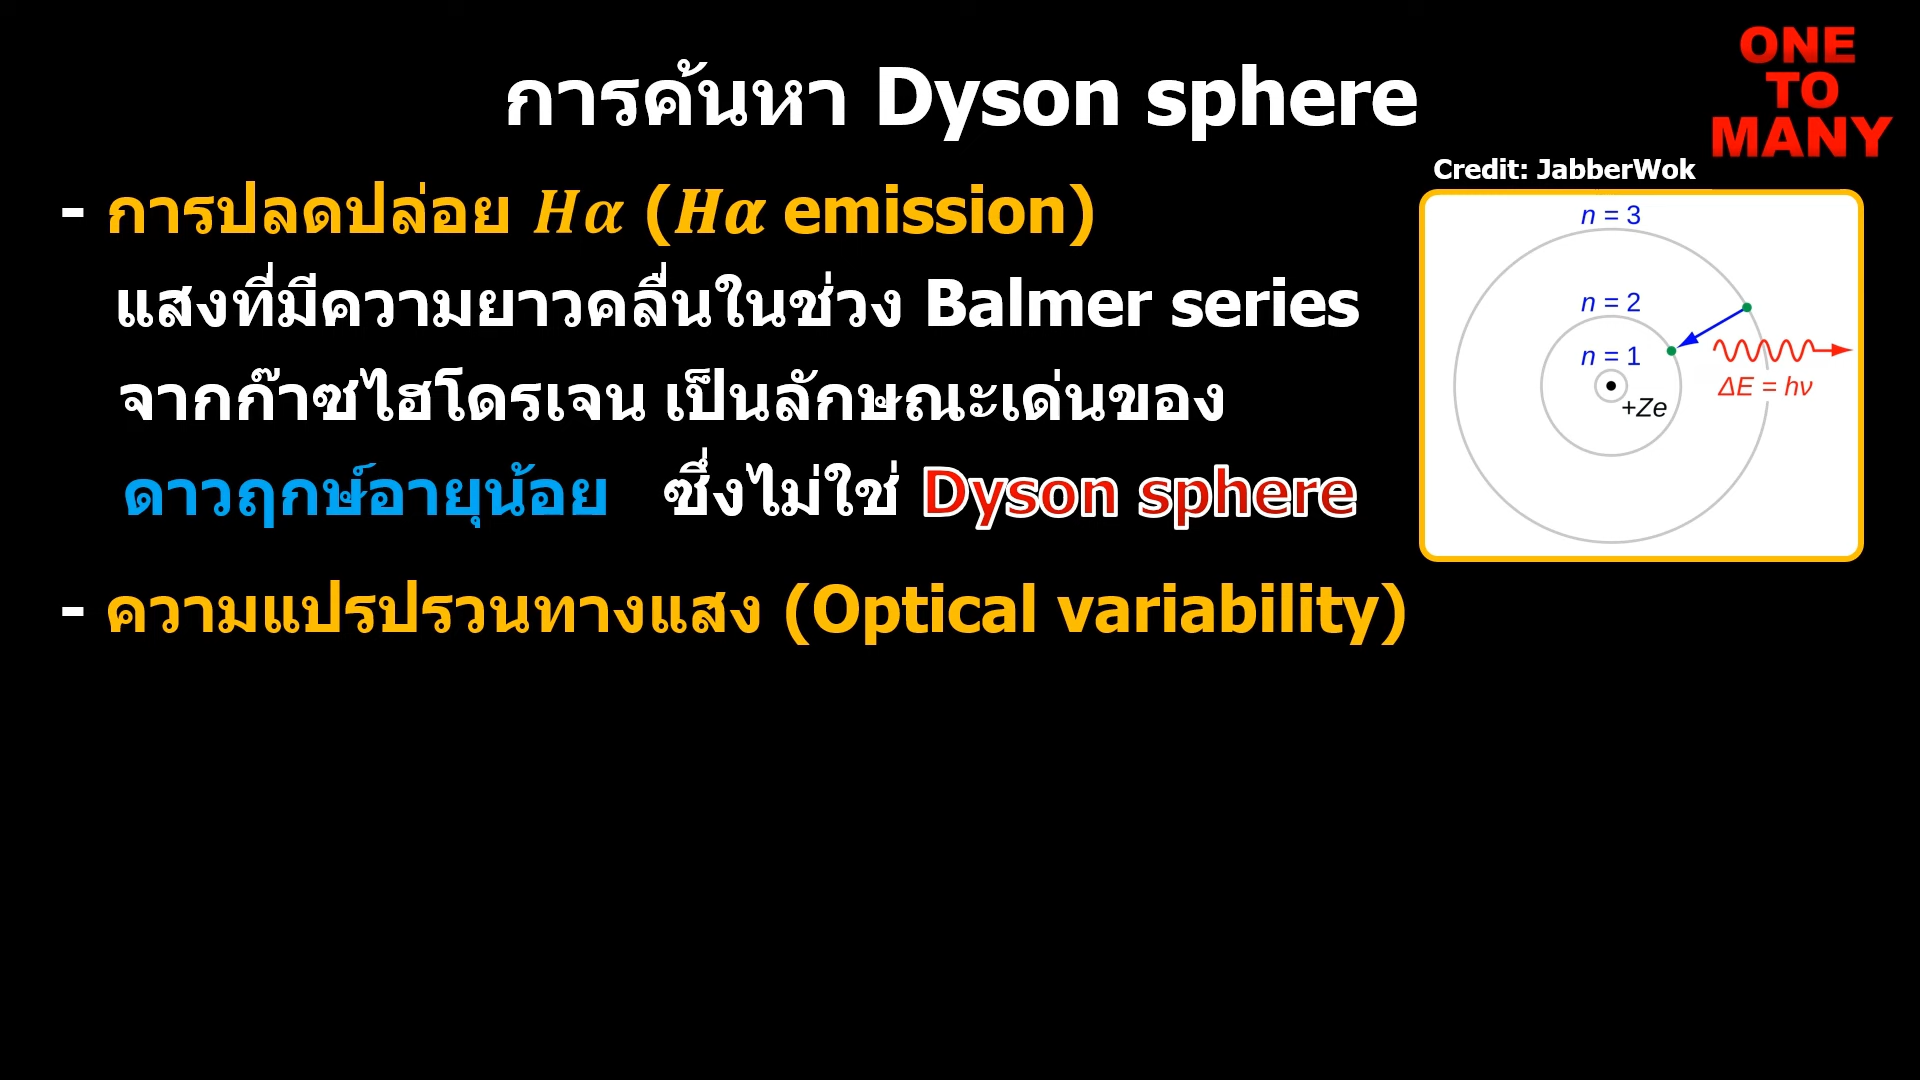 การค้นหา Dyson sphere
ONE
TO
MANY
Credit: JabberWok
- การปลดปล่อย Hα (Hα emission)
แสงที่มีความยาวคลื่นในช่วง Balmer series
จากก๊าซไฮโดรเจน เป็นลักษณะเด่นของ
ดาวฤกษ์อายุน้อย ซึ่งไม่ใช่ Dyson sphere
- ความแปรปรวนทางแสง (Optical variability)
n = 3
n = 2
n = 1
+Ze
ΔE = hν